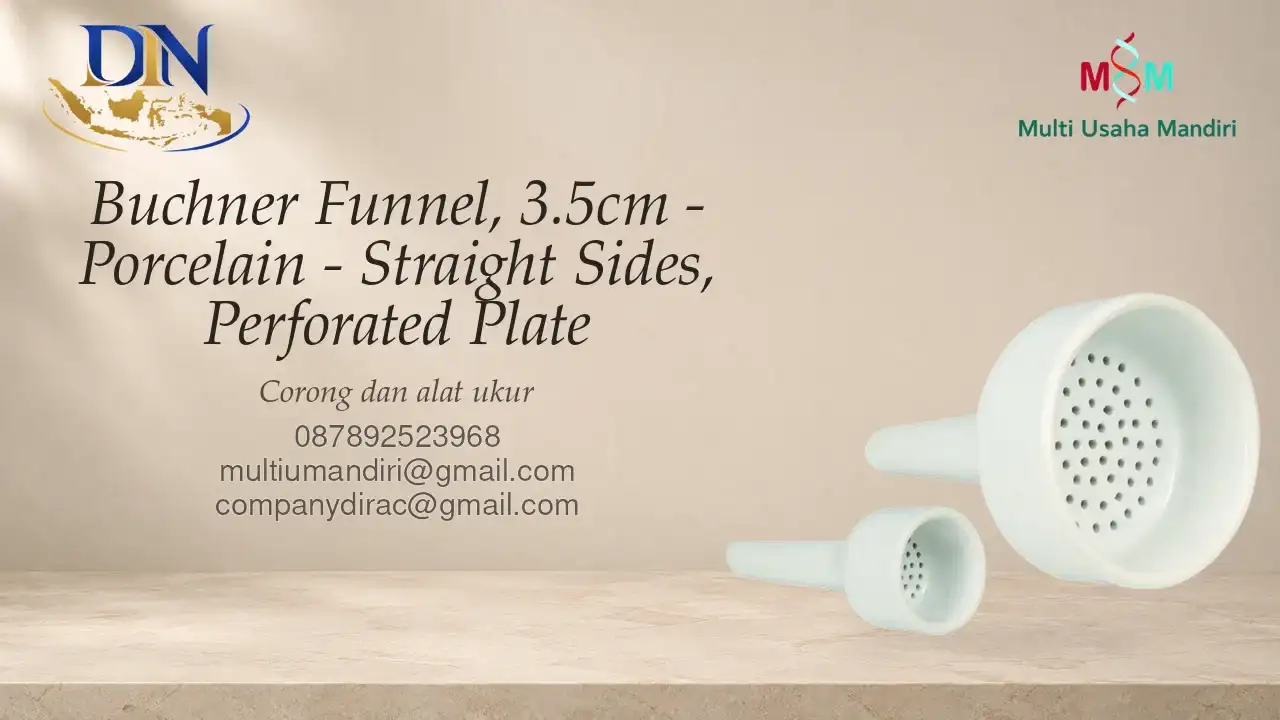 DN
M M
Multi Usaha Mandiri
Buchner Funnel, 3.5cm -
Porcelain - Straight Sides,
Perforated Plate
Corong dan alat ukur
087892523968
multiumandiri@gmail.com
companydirac@gmail.com